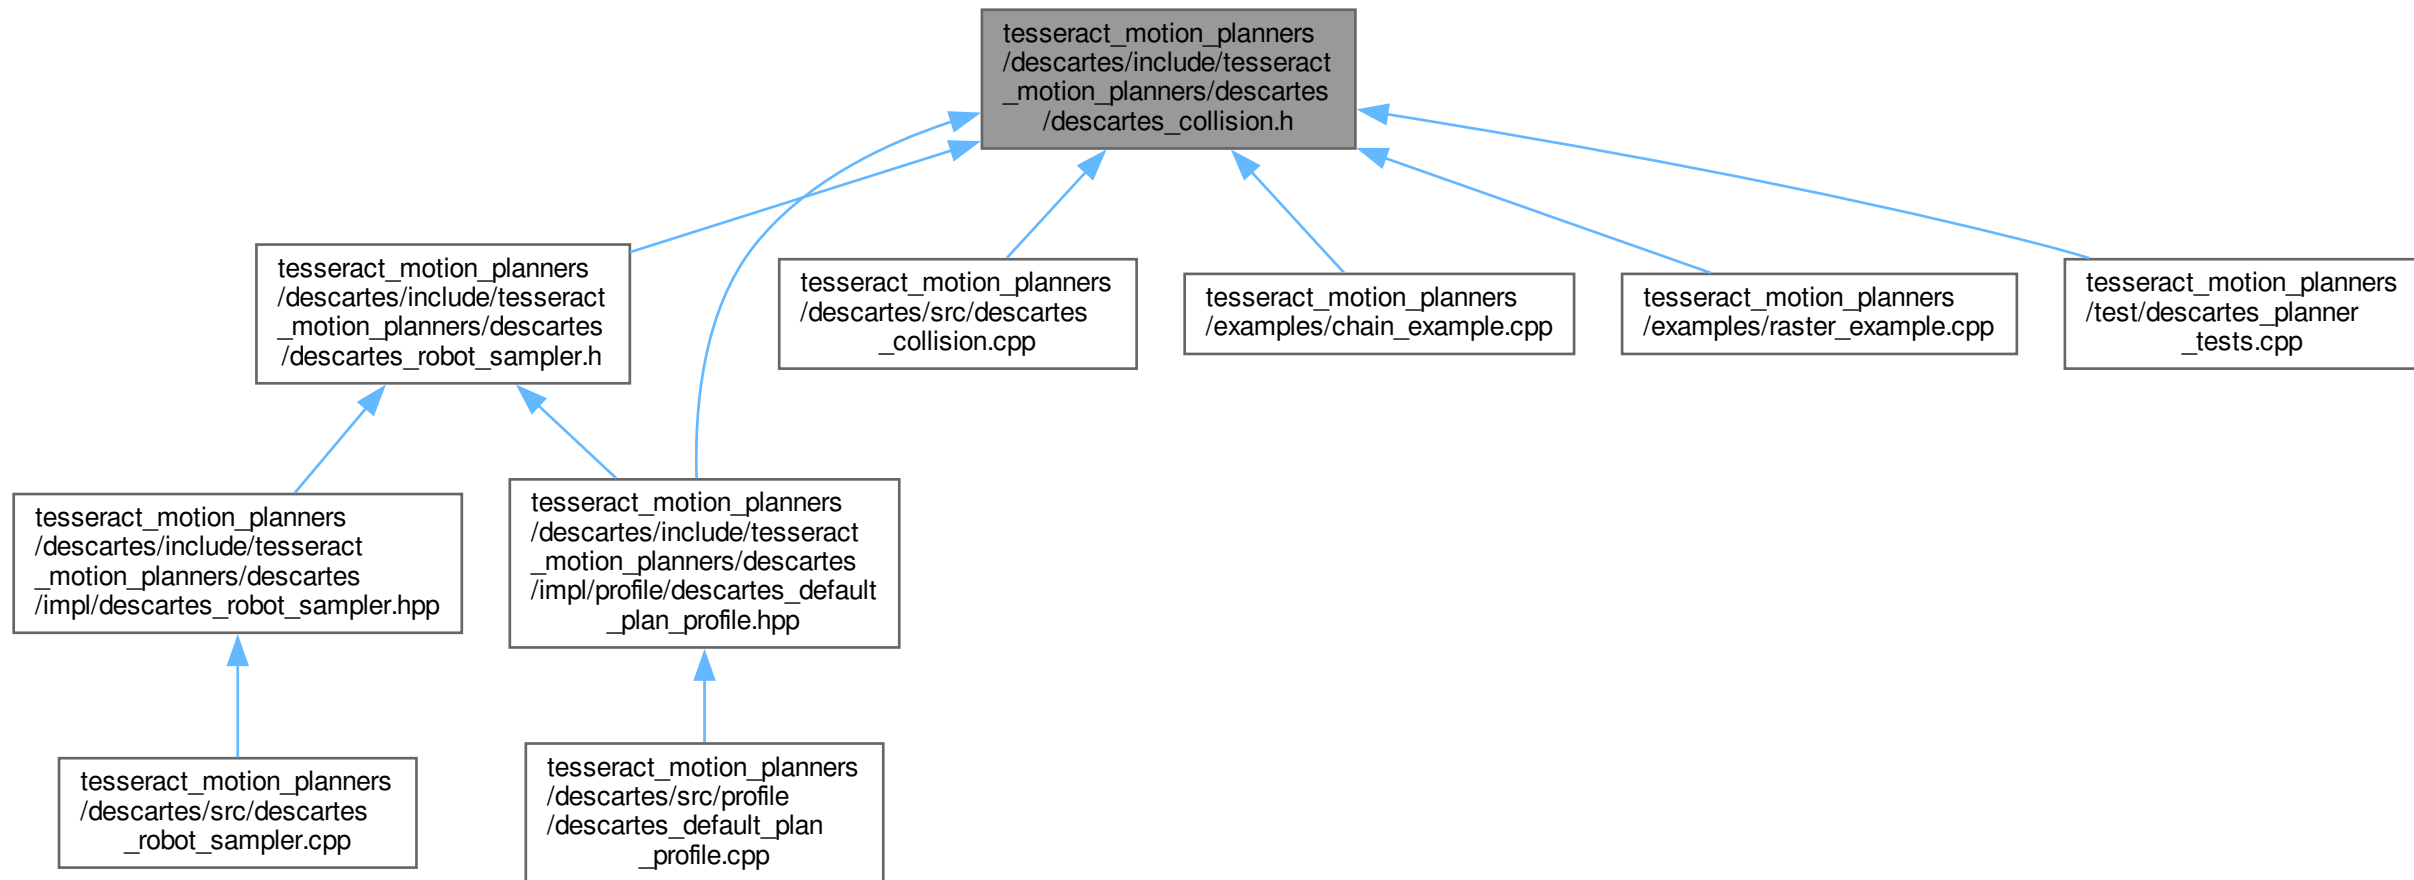 tesseract_motion_planners
/descartes/include/tesseract
_motion_planners/descartes
/descartes_collision.h
tesseract_motion_planners
/descartes/include/tesseract
_motion_planners/descartes
/descartes_robot_sampler.h
tesseract_motion_planners
/descartes/src/descartes
_collision.cpp
tesseract_motion_planners
/examples/chain_example.cpp
tesseract_motion_planners
/examples/raster_example.cpp
tesseract_motion_planners
/test/descartes_planner
_tests.cpp
tesseract_motion_planners
/descartes/include/tesseract
_motion_planners/descartes
/impl/descartes_robot_sampler.hpp
tesseract_motion_planners
/descartes/include/tesseract
_motion_planners/descartes
/impl/profile/descartes_default
_plan_profile.hpp
tesseract_motion_planners
/descartes/src/descartes
_robot_sampler.cpp
tesseract_motion_planners
/descartes/src/profile
/descartes_default_plan
_profile.cpp